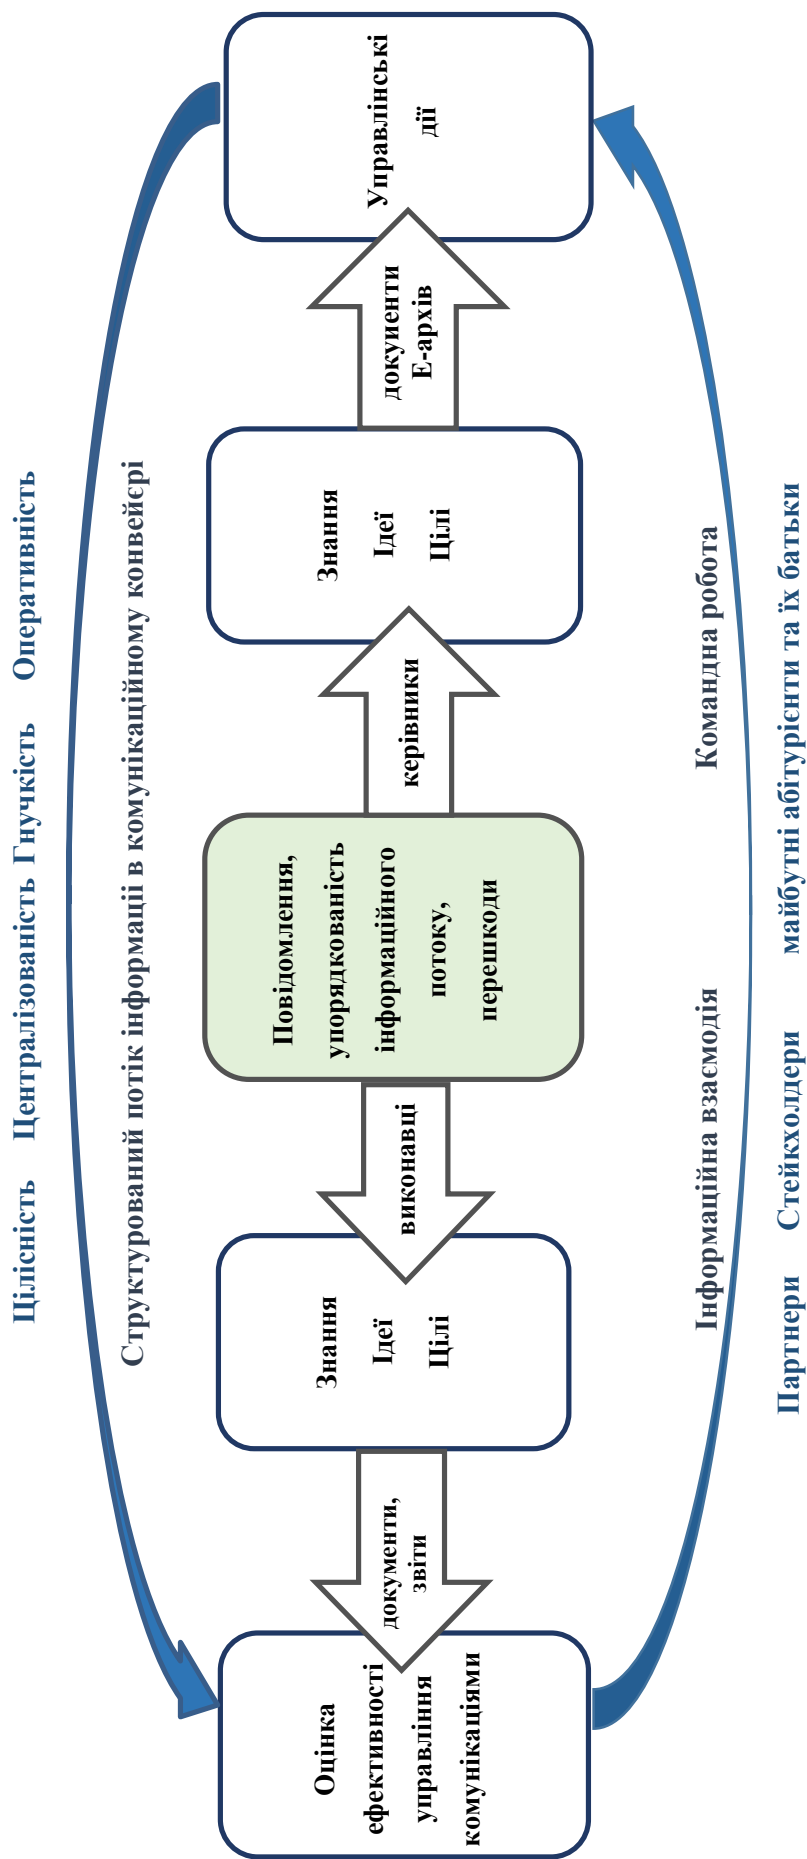 Цілісність Централізованість Гнучкість Оперативність
Структурований потік інформації в комунікаційному конвеєрі
Оцінка
ефективності
управління
комунікаціями
документи,
звіти
Знання
Ідеї
Цілі
виконавці
Повідомлення,
упорядкованість
інформаційного
потоку,
перешкоди
керівники
Знання
Ідеї
Цілі
докуиенти
Е-архів
Управлінські
дії
Інформаційна взаємодія Командна робота
Партнери Стейкхолдери майбутні абітурієнти та їх батьки